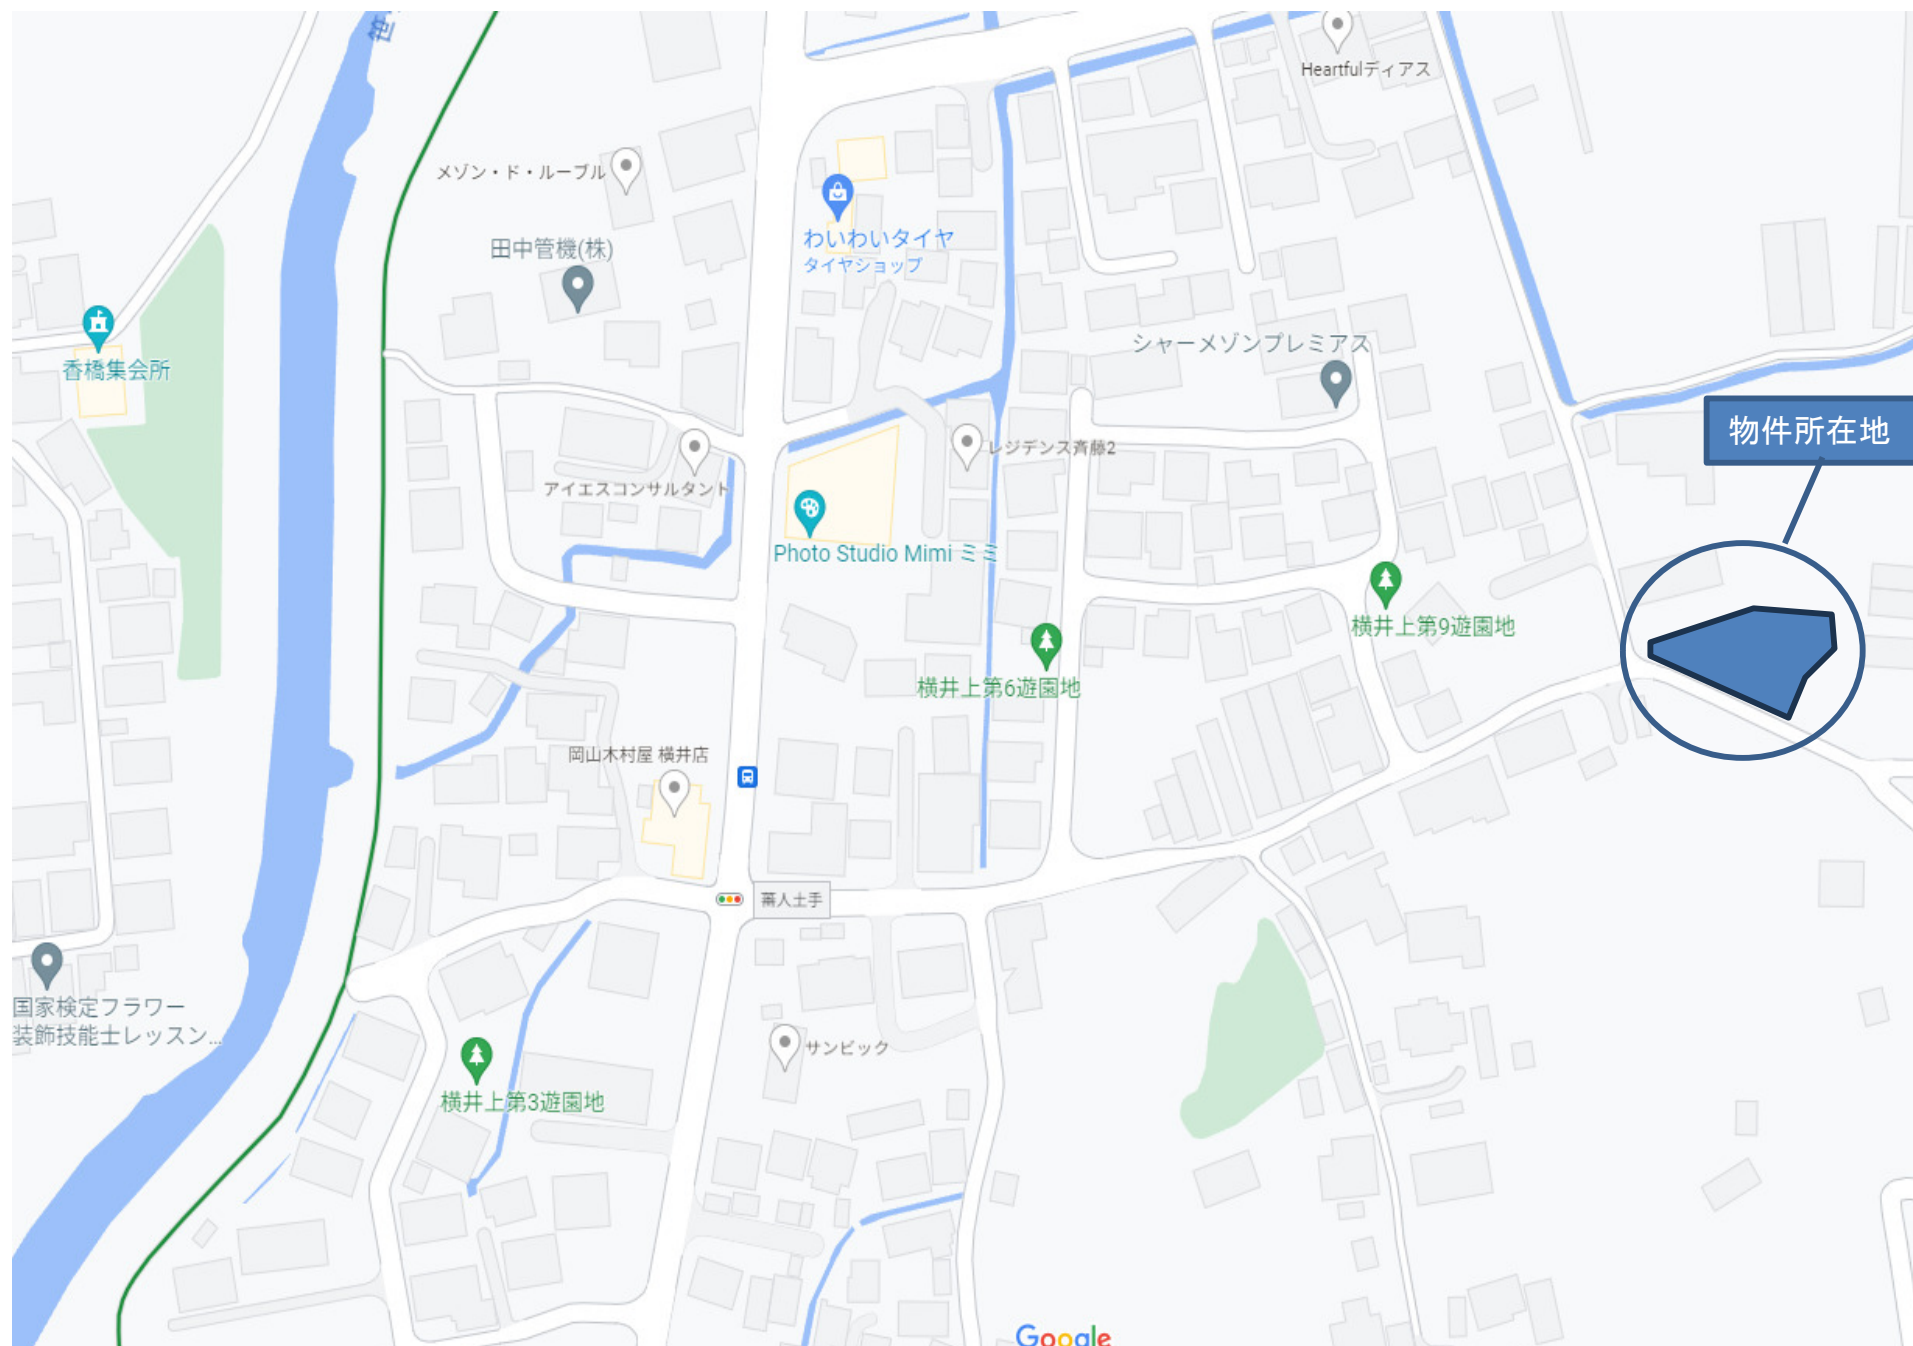 Heartfulディアス
メゾン・ド・ルーブル
わいわいタイヤ
タイヤショップ
田中管機(株)
シャーメゾンプレミアス
香橋集会所
物件所在地
レジデンス斉藤2
アイエスコンサルタント
Photo Studio Mimi ミミ
横井上第9遊園地
横井上第6遊園地
岡山木村屋 横井店
幕人土手
国家検定フラワー
装飾技能士レッスン...
サンビック
横井上第3遊園地
Google